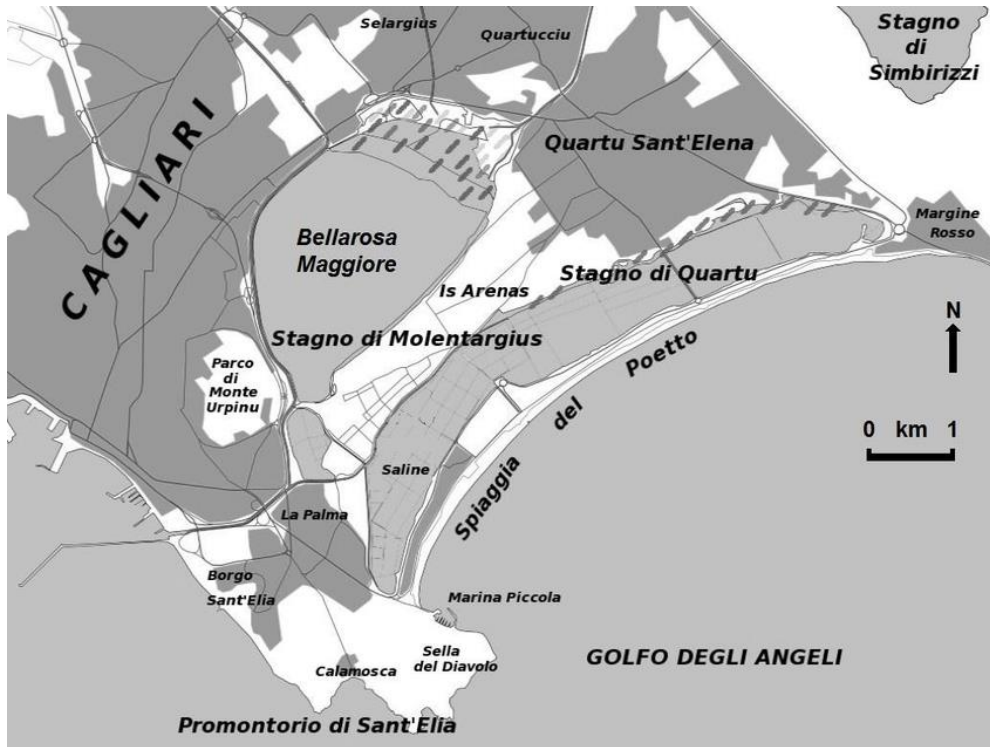 Selargius
Quartucciu
Stagno
di
Simbirizzi
CAGLIARI
Quartu Sant'Elena
Margine
Rosso
Bellarosa
Maggiore
Stagno di Quartu
Is Arenas
N
Stagno di Molentargius
Parco
di
Monte
Urpinu
Spiaggia del Poetto
0 km 1
Saline
La Palma
Borgo
Sant'Elia
Marina Piccola
Sella
del Diavolo
Calamosca
GOLFO DEGLI ANGELI
Promontorio di Sant'Elia